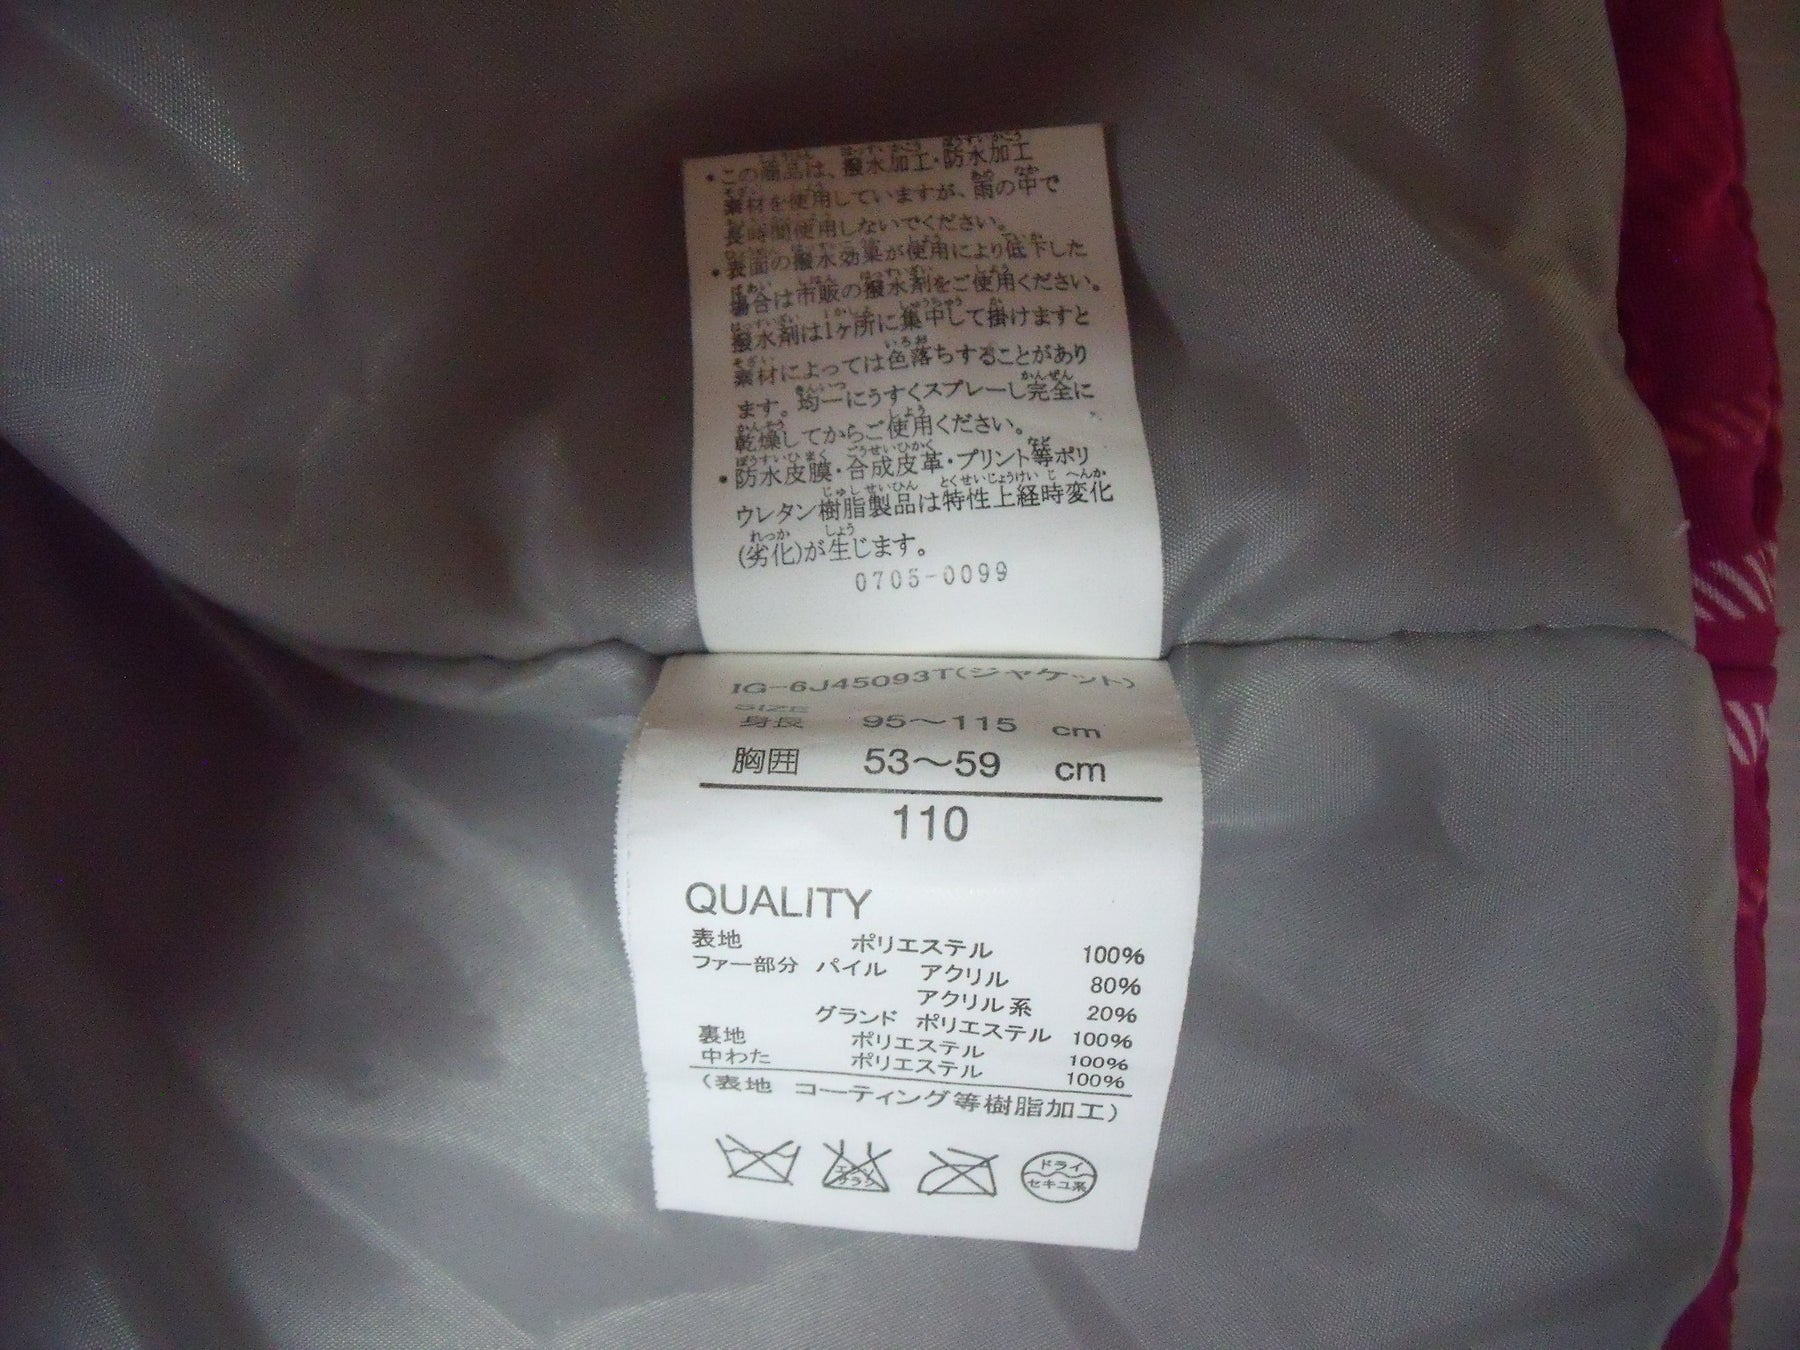 ・この商品は、撥水加工・防水加工
素材を使用していますが、雨の中で
長時間使用しないでください。
・表面の撥水効果が使用により低下した
場合は市販の撥水剤をご使用ください。
撥水剤は1ヶ所に集中して掛けますと
素材によっては色落ちすることがあり
ます。均一にうすくスプレーし完全に
乾燥してからご使用ください。
・防水皮膜・合成皮革・プリント等ポリ
ウレタン樹脂製品は特性上経時変化
(劣化)が生じます。
0705-0099
IG-6J45093T(ジャケット)
SIZE
身長 95～115 cm
胸囲 53～59 cm
110
QUALITY
表地 ポリエステル 100%
ファー部分 パイル アクリル 80%
アクリル系 20%
グランド ポリエステル 100%
裏地 ポリエステル 100%
中わた ポリエステル 100%
(表地 コーティング等樹脂加工)
エンソ
サラシ
ドライ
セキユ系